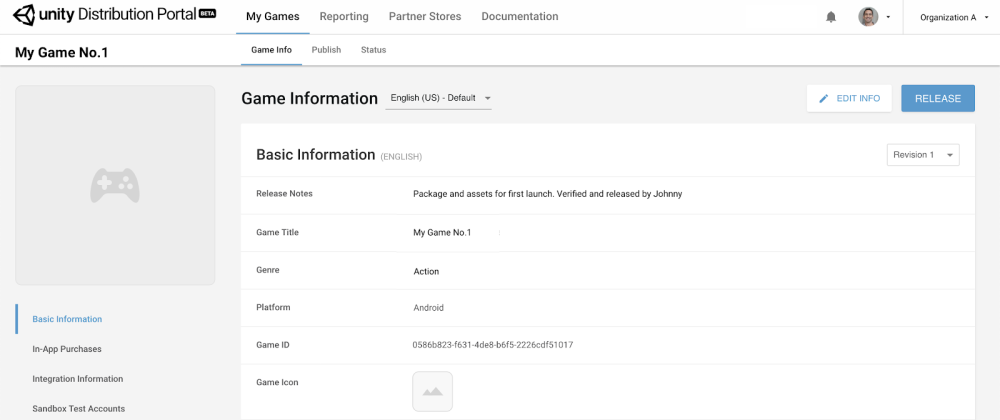 unity Distribution Portal BETA
My Games Reporting Partner Stores Documentation
Organization A
My Game No.1
Game Info Publish Status
Game Information English (US) - Default
EDIT INFO
RELEASE
Basic Information (ENGLISH)
Revision 1
Release Notes Package and assets for first launch. Verified and released by Johnny
Game Title My Game No.1
Genre Action
Platform Android
Game ID 0586b823-f631-4de8-b6f5-2226cdf51017
Game Icon
Basic Information
In-App Purchases
Integration Information
Sandbox Test Accounts